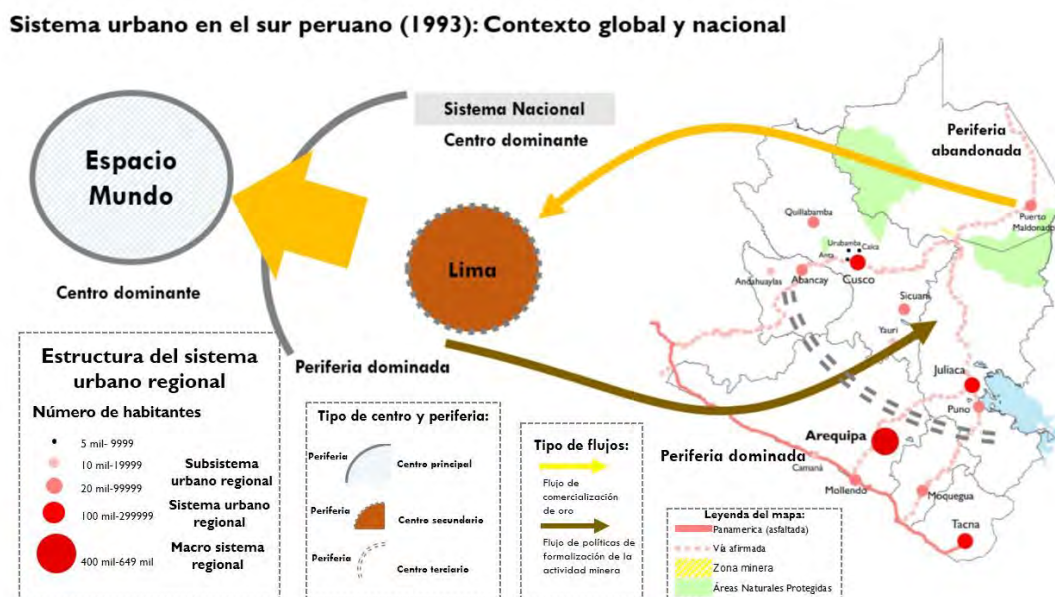 Sistema urbano en el sur peruano (1993): Contexto global y nacional
Espacio
Mundo
Centro dominante
Sistema Nacional
Centro dominante
Lima
Periferia dominada
Periferia
abandonada
Puerto
Maldonado
Quillabamba
Urubamba
Calca
Anta
Cusco
Andahuaylas
Abancay
Sicuani
Yauri
Juliaca
Puno
Arequipa
Periferia dominada
Camaná
Mollendo
Moquegua
Tacna
Estructura del sistema
urbano regional
Número de habitantes
5 mil- 9999
10 mil-19999
20 mil-99999
Subsistema
urbano regional
100 mil-299999
Sistema urbano
regional
400 mil-649 mil
Macro sistema
regional
Tipo de centro y periferia:
Periferia
Centro principal
Periferia
Centro secundario
Periferia
Centro terciario
Tipo de flujos:
Flujo de
comercialización
de oro
Flujo de políticas de
formalización de la
actividad minera
Leyenda del mapa:
Panamerica (asfaltada)
Vía afirmada
Zona minera
Áreas Naturales Protegidas